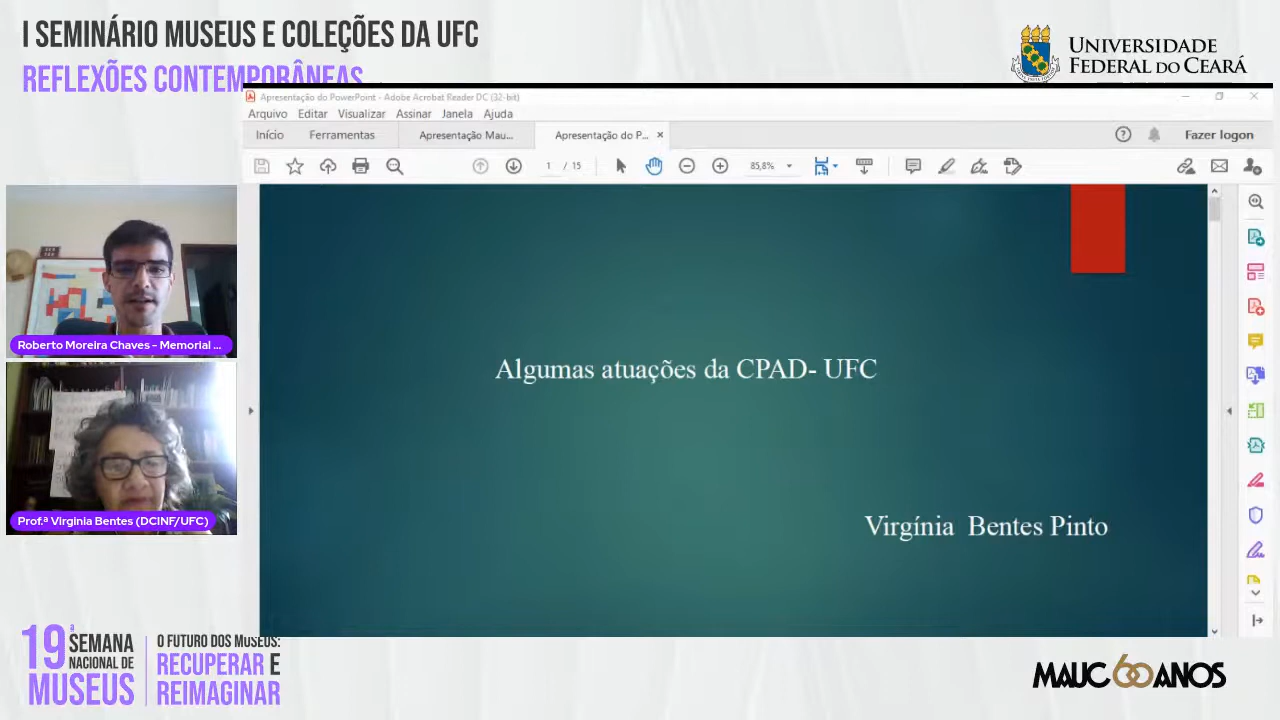 I SEMINÁRIO MUSEUS E COLEÇÕES DA UFC
REFLEXÕES CONTEMPORÂNEAS
UNIVERSIDADE
FEDERAL DO CEARÁ
Apresentação do PowerPoint - Adobe Acrobat Reader DC (32-bit)
Arquivo Editar Visualizar Assinar Janela Ajuda
Início Ferramentas Apresentação Mau... Apresentação do P... × Fazer logon
1 / 15 85,8%
Roberto Moreira Chaves - Memorial ...
Prof.ª Virginia Bentes (DCINF/UFC)
Algumas atuações da CPAD- UFC
Virgínia Bentes Pinto
19ª SEMANA
NACIONAL DE
MUSEUS
O FUTURO DOS MUSEUS:
RECUPERAR E
REIMAGINAR
MAUC 60 ANOS